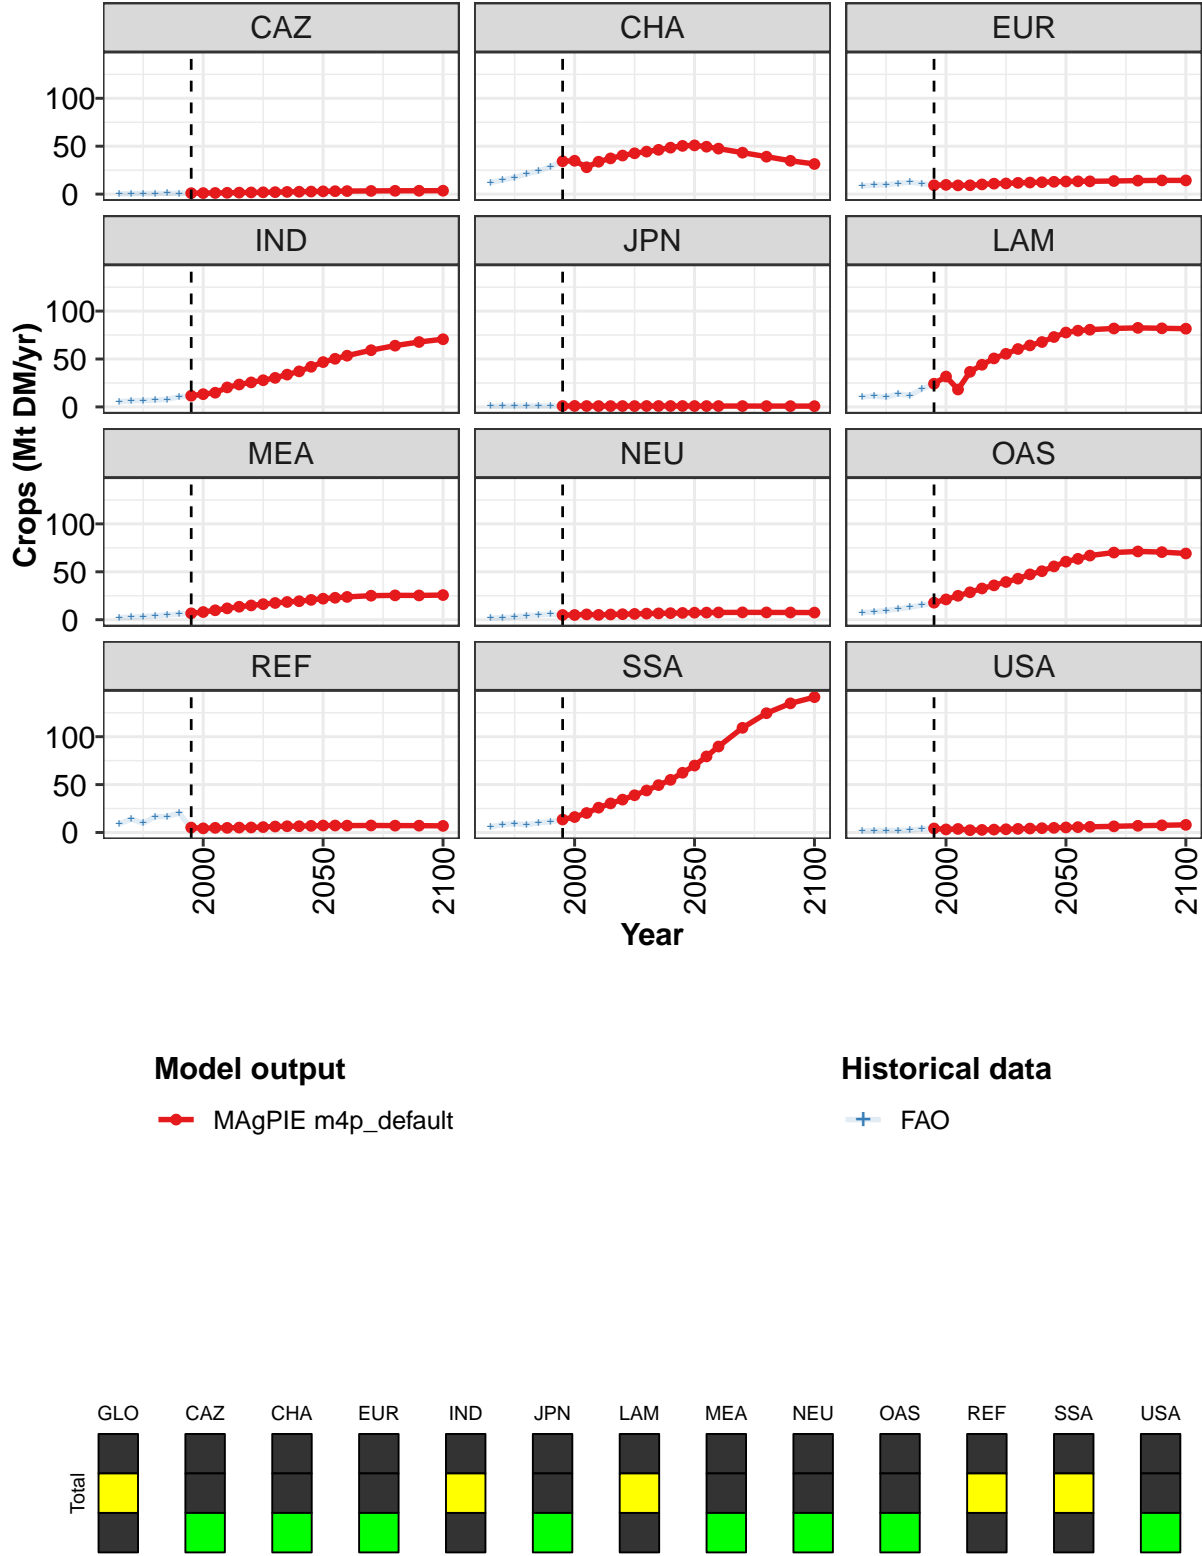 CAZ CHA EUR
100
50
0
IND JPN LAM
100
50
0
MEA NEU OAS
100
50
0
REF SSA USA
100
50
0
Crops (Mt DM/yr)
2000 2050 2100 2000 2050 2100 2000 2050 2100
Year
Model output Historical data
MAgPIE m4p_default FAO
GLO CAZ CHA EUR IND JPN LAM MEA NEU OAS REF SSA USA
Total